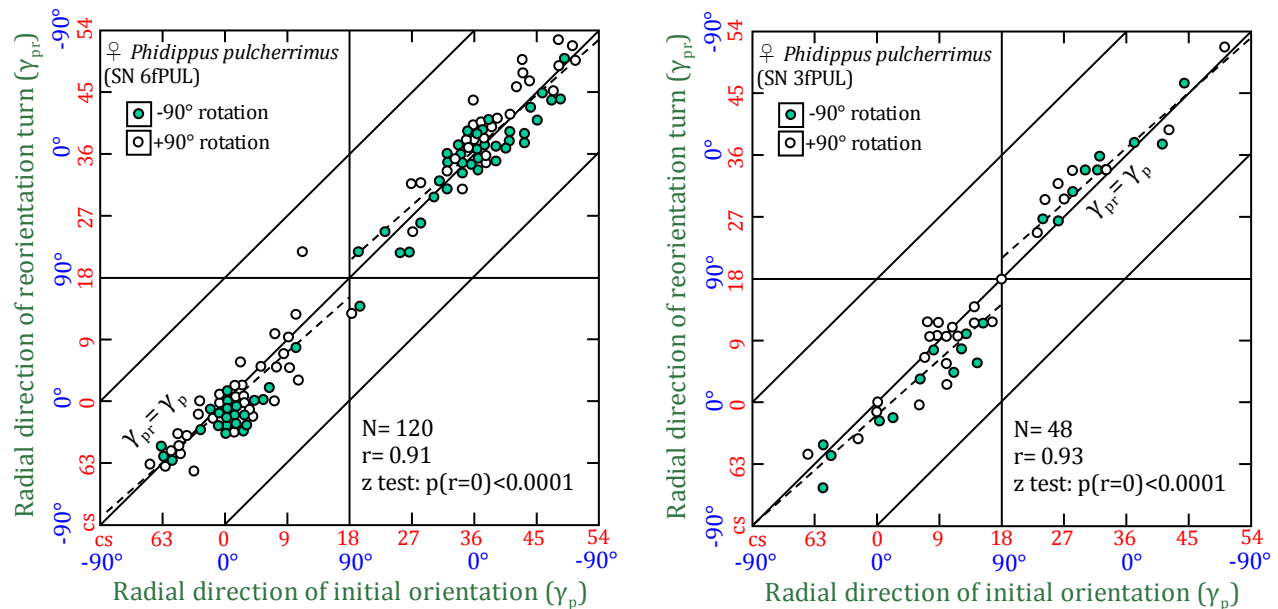 Radial direction of reorientation turn (γpr)
-90° 0° 90° 0° -90°
54 45 36 27 18 9 0 63 cs
♀ Phidippus pulcherrimus
(SN 6fPUL)
-90° rotation
+90° rotation
γpr= γp
N= 120
r= 0.91
z test: p(r=0)<0.0001
cs 63 0 9 18 27 36 45 54
-90° 0° 90° 0° -90°
Radial direction of initial orientation (γp)
Radial direction of reorientation turn (γpr)
-90° 0° 90° 0° -90°
54 45 36 27 18 9 0 63 cs
♀ Phidippus pulcherrimus
(SN 3fPUL)
-90° rotation
+90° rotation
γpr= γp
N= 48
r= 0.93
z test: p(r=0)<0.0001
cs 63 0 9 18 27 36 45 54
-90° 0° 90° 0° -90°
Radial direction of initial orientation (γp)